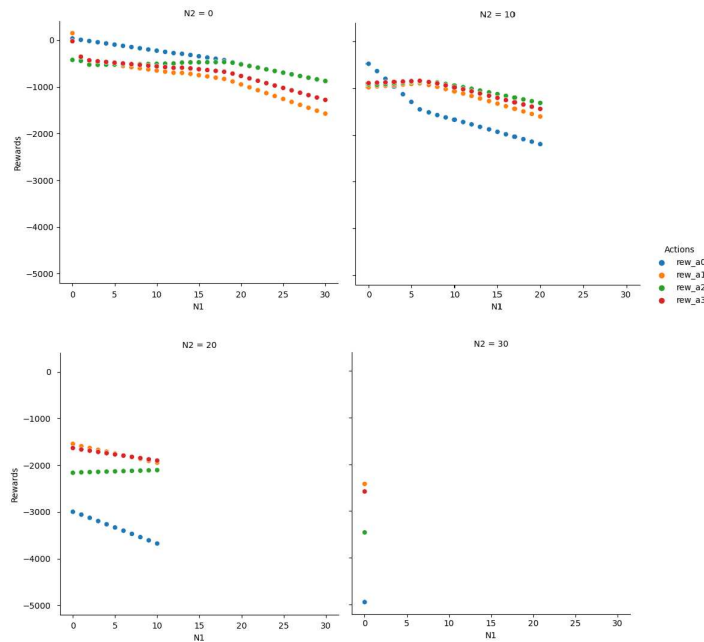 N2 = 0
N2 = 10
0
−1000
−2000
−3000
−4000
−5000
Rewards
0 5 10 15 20 25 30
N1
0 5 10 15 20 25 30
N1
Actions
rew_a0
rew_a1
rew_a2
rew_a3
N2 = 20
N2 = 30
0
−1000
−2000
−3000
−4000
−5000
Rewards
0 5 10 15 20 25 30
N1
0 5 10 15 20 25 30
N1